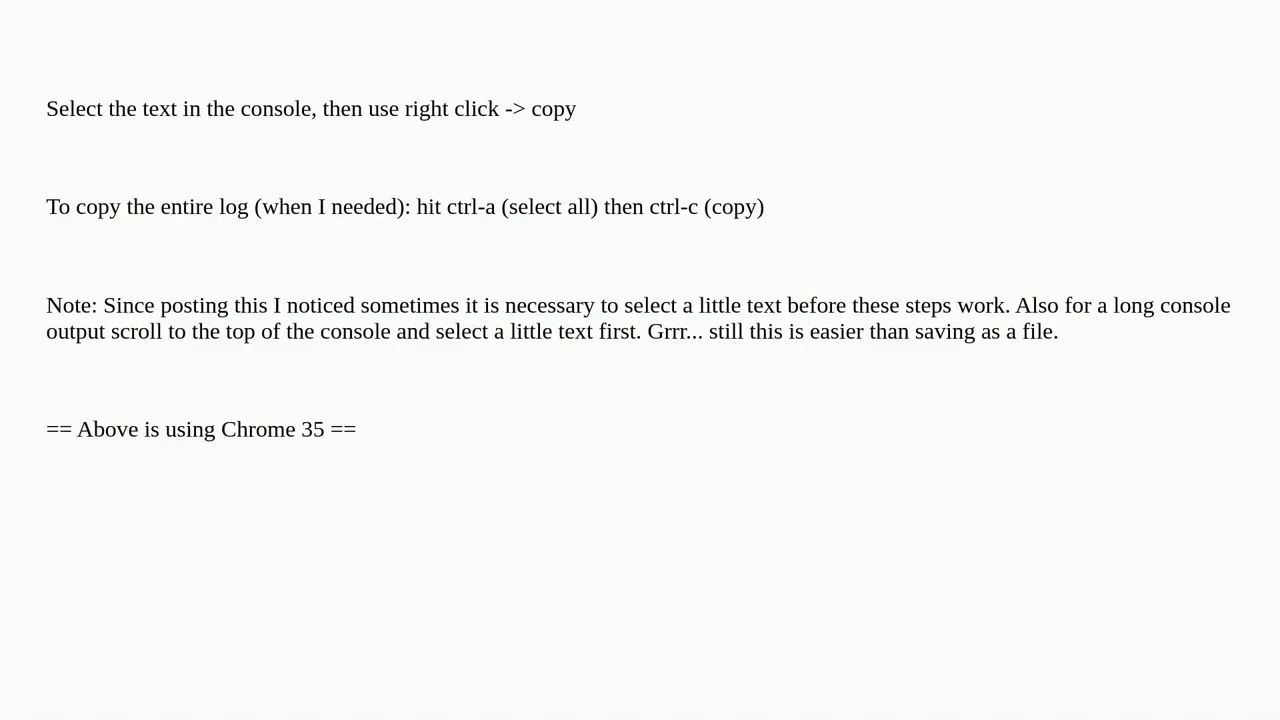 Select the text in the console, then use right click -> copy
To copy the entire log (when I needed): hit ctrl-a (select all) then ctrl-c (copy)
Note: Since posting this I noticed sometimes it is necessary to select a little text before these steps work. Also for a long console
output scroll to the top of the console and select a little text first. Grrr... still this is easier than saving as a file.
== Above is using Chrome 35 ==